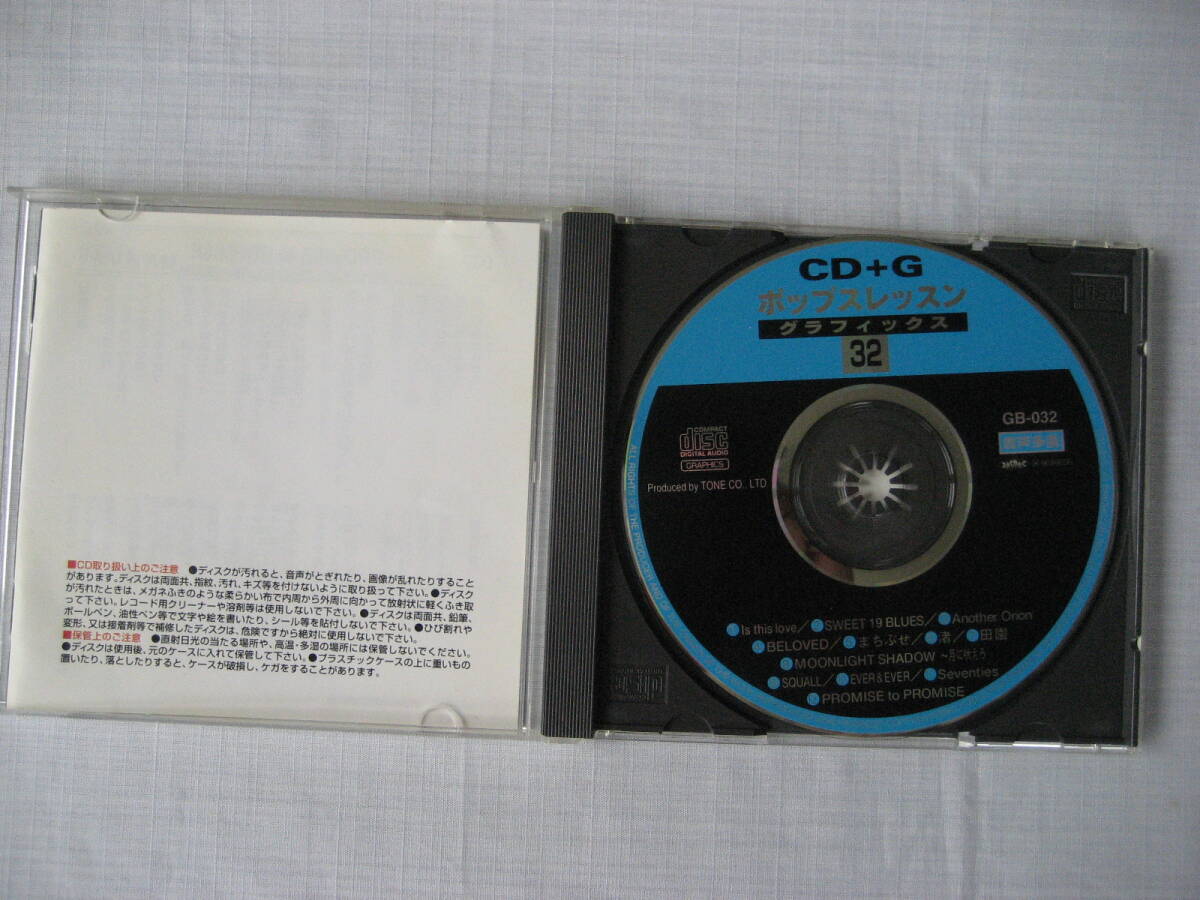 ■CD取り扱い上のご注意 ●ディスクが汚れると、音声がとぎれたり、画像が乱れたりすること
があります。ディスクは両面共、指紋、汚れ、キズ等を付けないように取り扱って下さい。●ディスク
が汚れたときは、メガネふきのような柔らかい布で内周から外周に向かって放射状に軽くふき取
って下さい。レコード用クリーナーや溶剤等は使用しないで下さい。●ディスクは両面共、鉛筆、
ボールペン、油性ペン等で文字や絵を書いたり、シール等を貼付しないで下さい。●ひび割れや
変形、又は接着剤等で補修したディスクは、危険ですから絶対に使用しないで下さい。
■保管上のご注意 ●直射日光の当たる場所や、高温・多湿の場所には保管しないでください。
●ディスクは使用後、元のケースに入れて保管して下さい。●プラスチックケースの上に重いもの
置いたり、落としたりすると、ケースが破損し、ケガをすることがあります。
CD+G
ポップスレッスン
グラフィックス
32
GB-032
COMPACT
disc
DIGITAL AUDIO
GRAPHICS
音声多重
Produced by TONE CO., LTD
Is this love/ SWEET 19 BLUES/ Another Orion
BELOVED/ まちぶせ/ 渚/ 田園
MOONLIGHT SHADOW ~月に吠えろ
SQUALL/ EVER & EVER/ Seventies
PROMISE to PROMISE